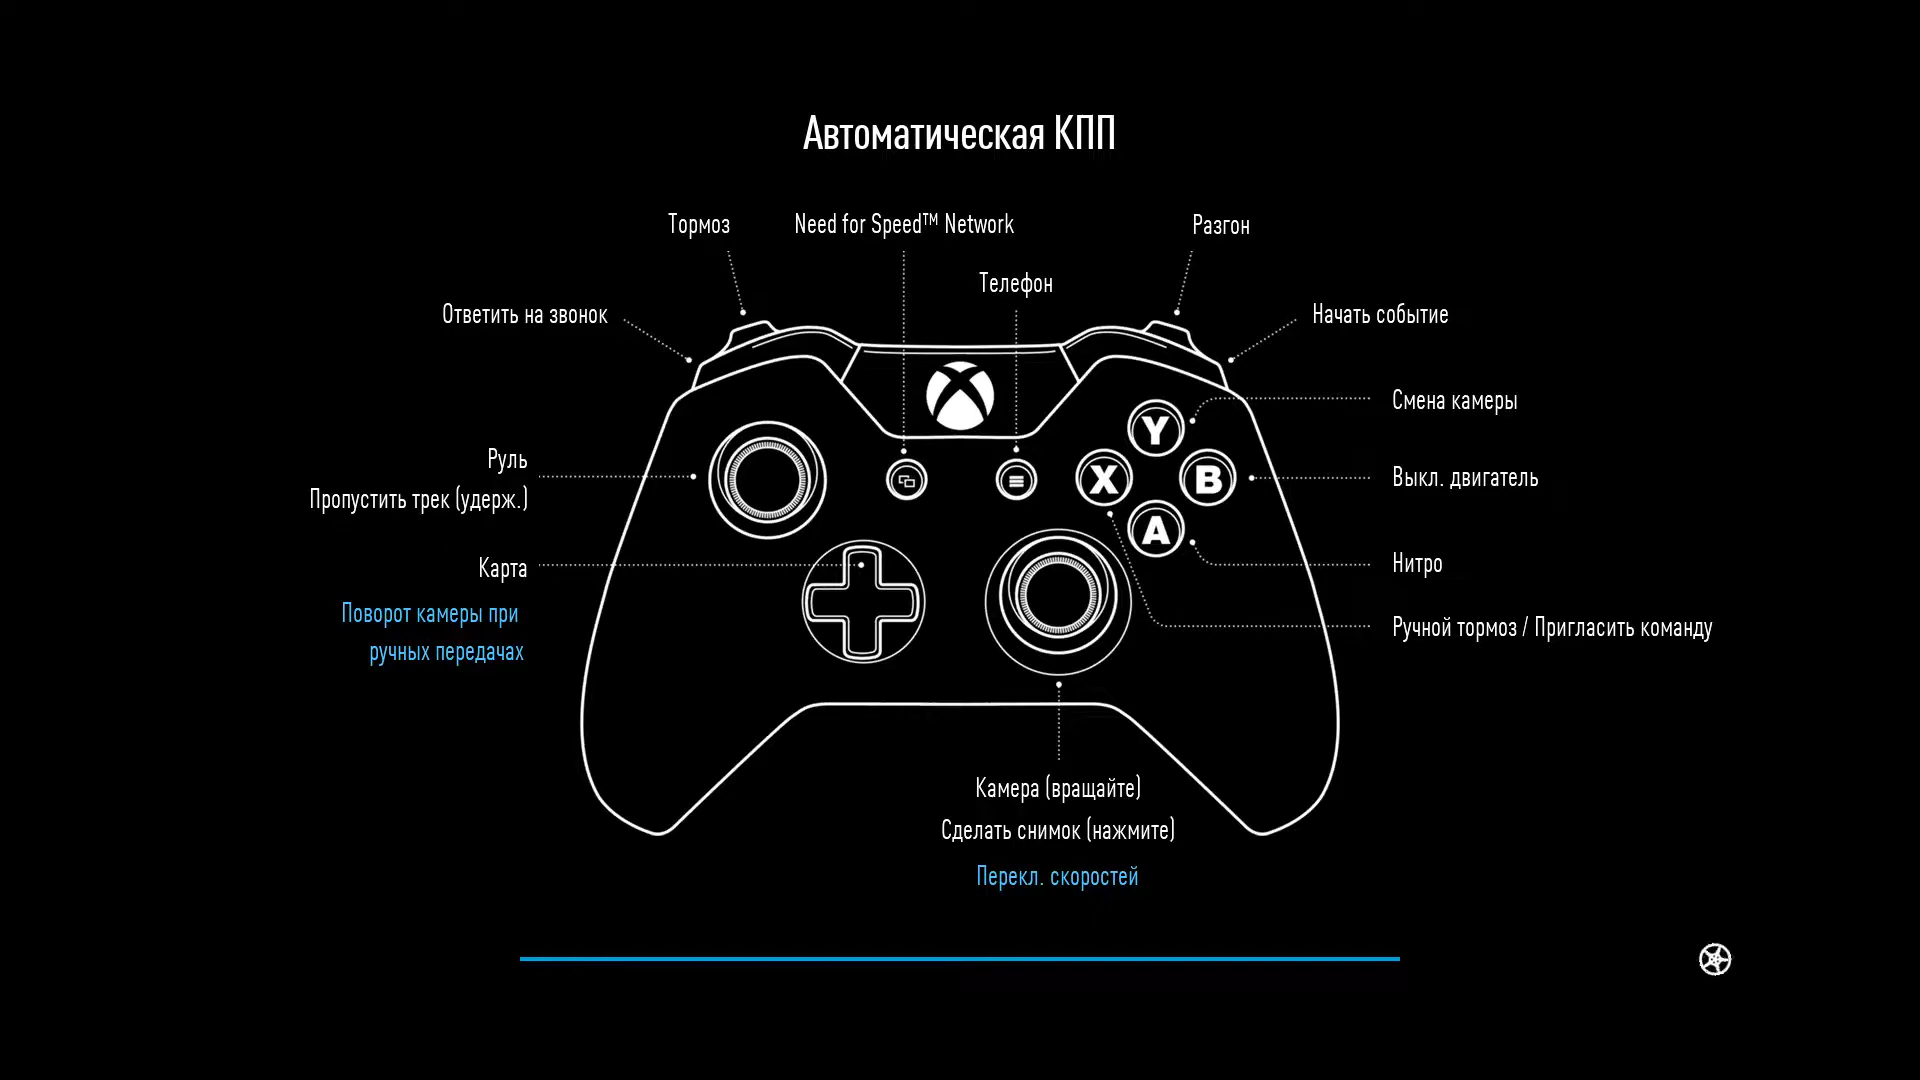 Автоматическая КПП
Тормоз
Need for Speed™ Network
Разгон
Телефон
Ответить на звонок
Начать событие
Смена камеры
Y
Руль
X
B
Выкл. двигатель
Пропустить трек (удерж.)
A
Карта
Нитро
Поворот камеры при
ручных передачах
Ручной тормоз / Пригласить команду
Камера (вращайте)
Сделать снимок (нажмите)
Перекл. скоростей